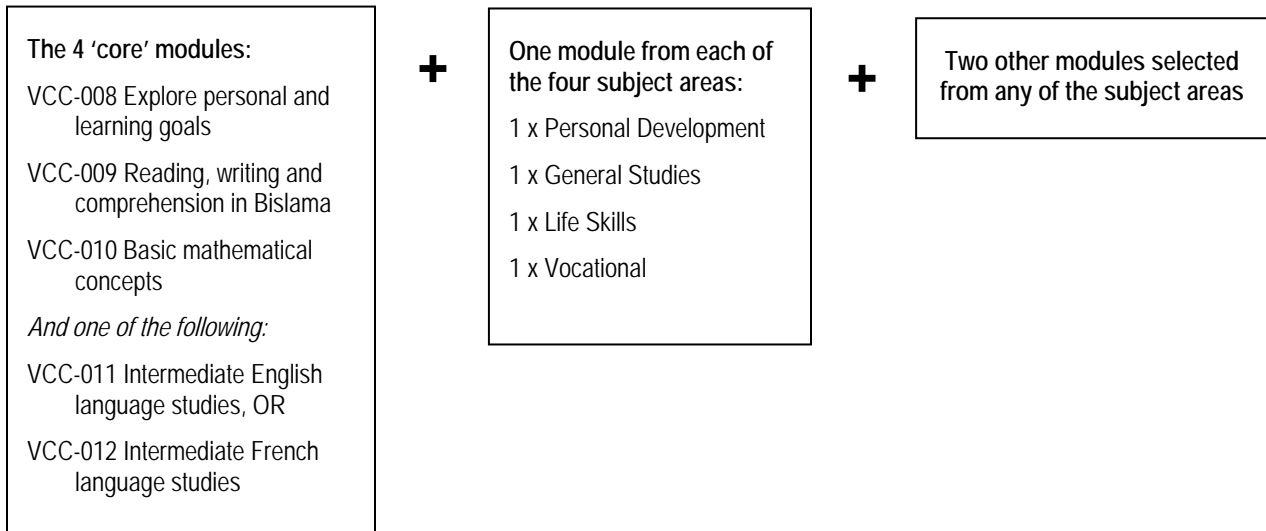 The 4 ‘core’ modules:
VCC-008 Explore personal and
learning goals
VCC-009 Reading, writing and
comprehension in Bislama
VCC-010 Basic mathematical
concepts
And one of the following:
VCC-011 Intermediate English
language studies, OR
VCC-012 Intermediate French
language studies
+
One module from each of
the four subject areas:
1 x Personal Development
1 x General Studies
1 x Life Skills
1 x Vocational
+
Two other modules selected
from any of the subject areas